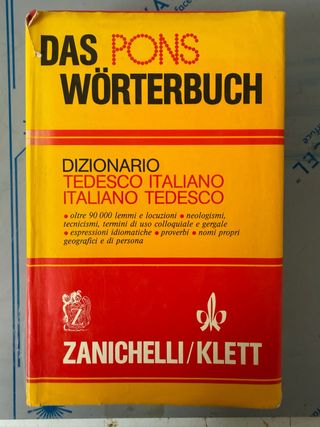 DAS PONS
WÖRTERBUCH
DIZIONARIO
TEDESCO ITALIANO
ITALIANO TEDESCO
• oltre 90 000 lemmi e locuzioni • neologismi,
tecnicismi, termini di uso colloquiale e gergale
• espressioni idiomatiche • proverbi • nomi propri
geografici e di persona
Z
ZANICHELLI/KLETT